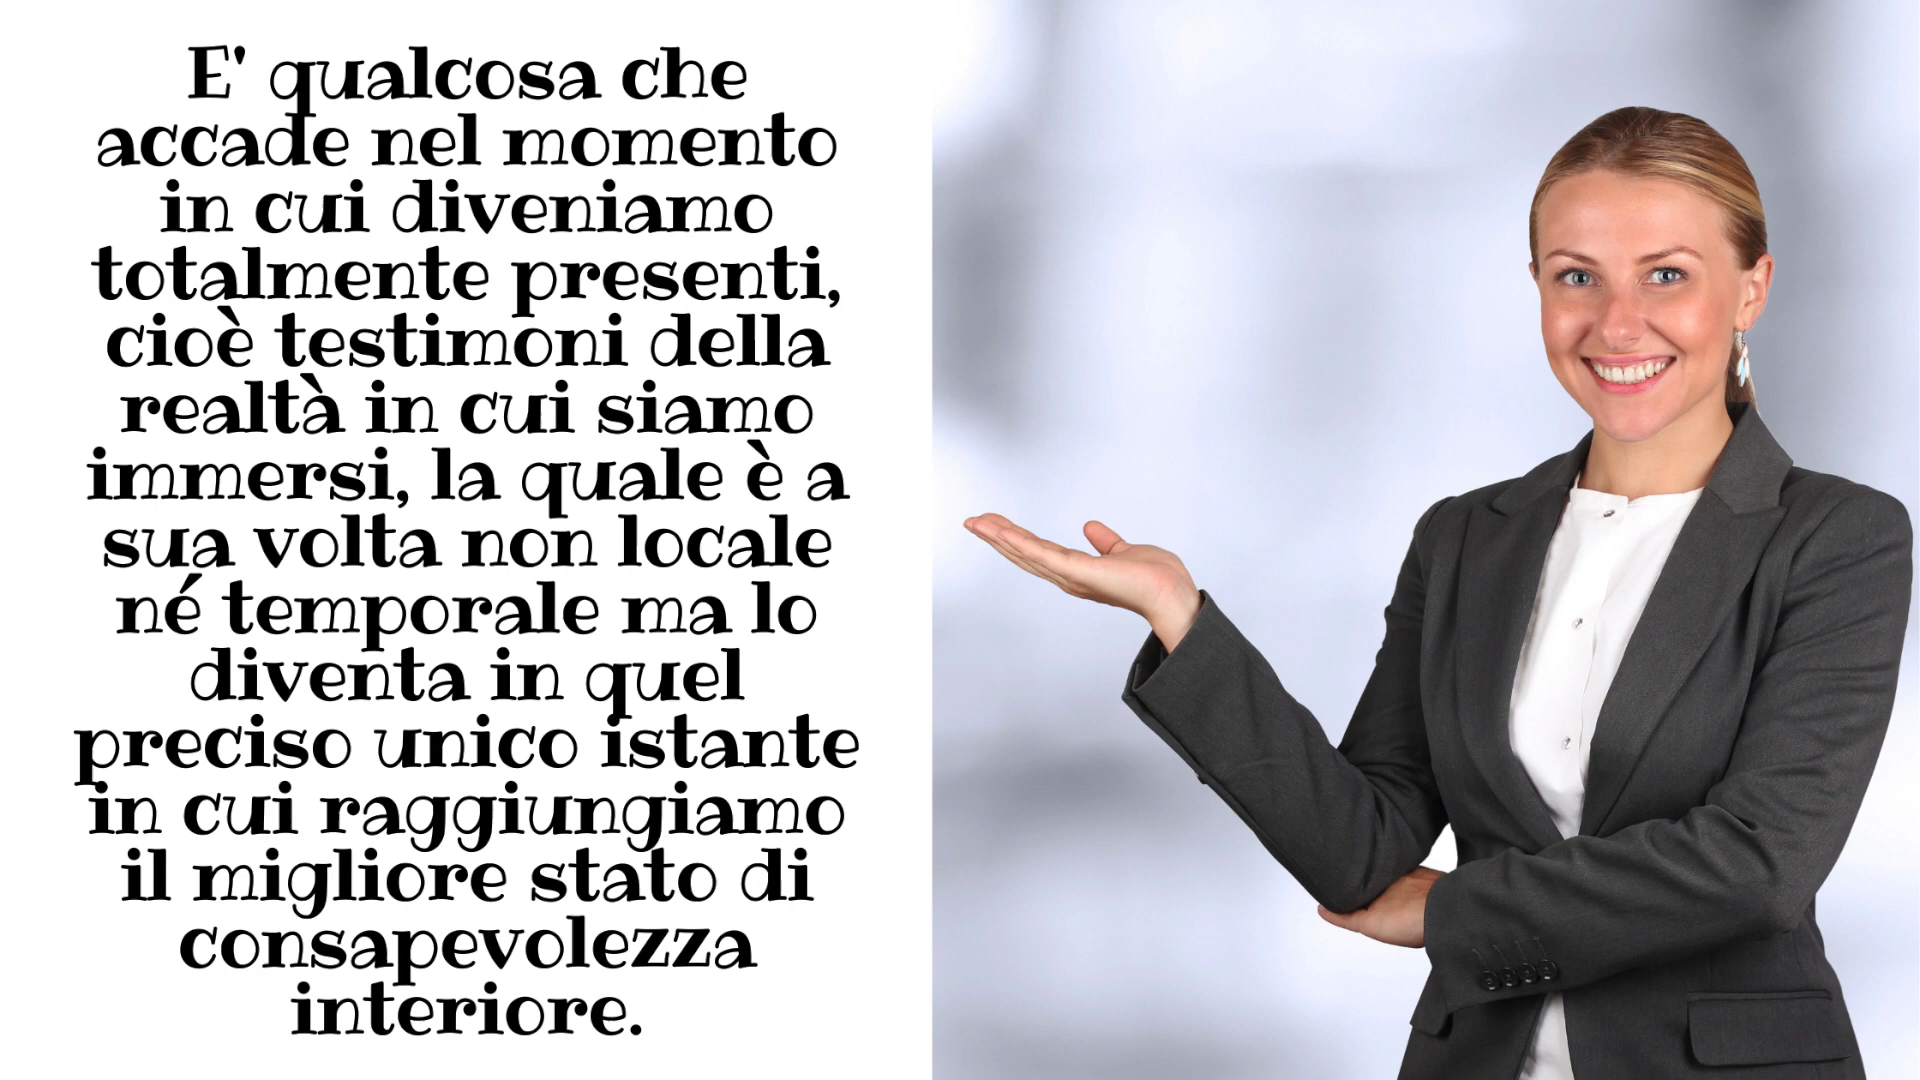 E' qualcosa che
accade nel momento
in cui diveniamo
totalmente presenti,
cioè testimoni della
realtà in cui siamo
immersi, la quale è a
sua volta non locale
né temporale ma lo
diventa in quel
preciso unico istante
in cui raggiungiamo
il migliore stato di
consapevolezza
interiore.